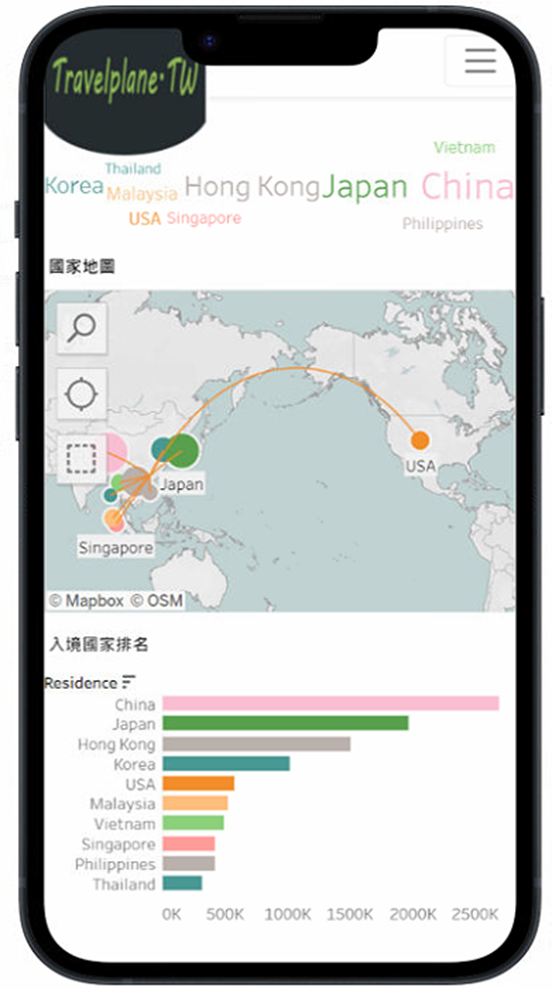 Travelplane·TW
Vietnam
Thailand
Korea Malaysia Hong Kong Japan China
USA Singapore
Philippines
國家地圖
USA
Japan
Singapore
© Mapbox © OSM
入境國家排名
Residence
China
Japan
Hong Kong
Korea
USA
Malaysia
Vietnam
Singapore
Philippines
Thailand
0K 500K 1000K 1500K 2000K 2500K